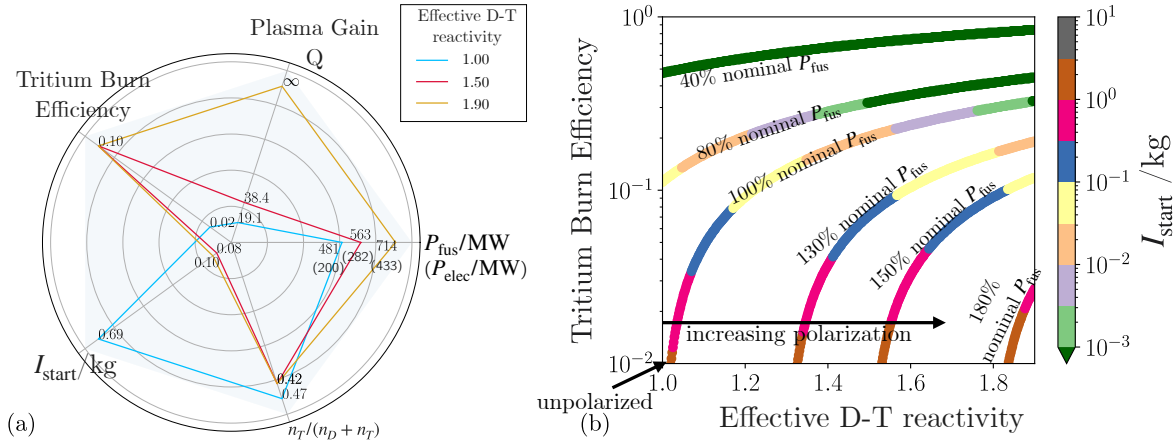 Plasma Gain
Q
Effective D-T
reactivity
1.00
1.50
1.90
Tritium Burn
Efficiency
∞
0.10
38.4
0.02
19.1
0.08
0.10
481
(200)
563
(282)
714
(433)
P_fus/MW
(P_elec/MW)
0.69
I_start/kg
0.42
0.47
n_T/(n_D + n_T)
(a)
Tritium Burn Efficiency
10^0
10^{-1}
10^{-2}
40% nominal P_fus
80% nominal P_fus
100% nominal P_fus
130% nominal P_fus
150% nominal P_fus
180%
nominal P_fus
increasing polarization
unpolarized
1.0 1.2 1.4 1.6 1.8
Effective D-T reactivity
(b)
10^1
10^0
10^{-1}
10^{-2}
10^{-3}
I_start /kg